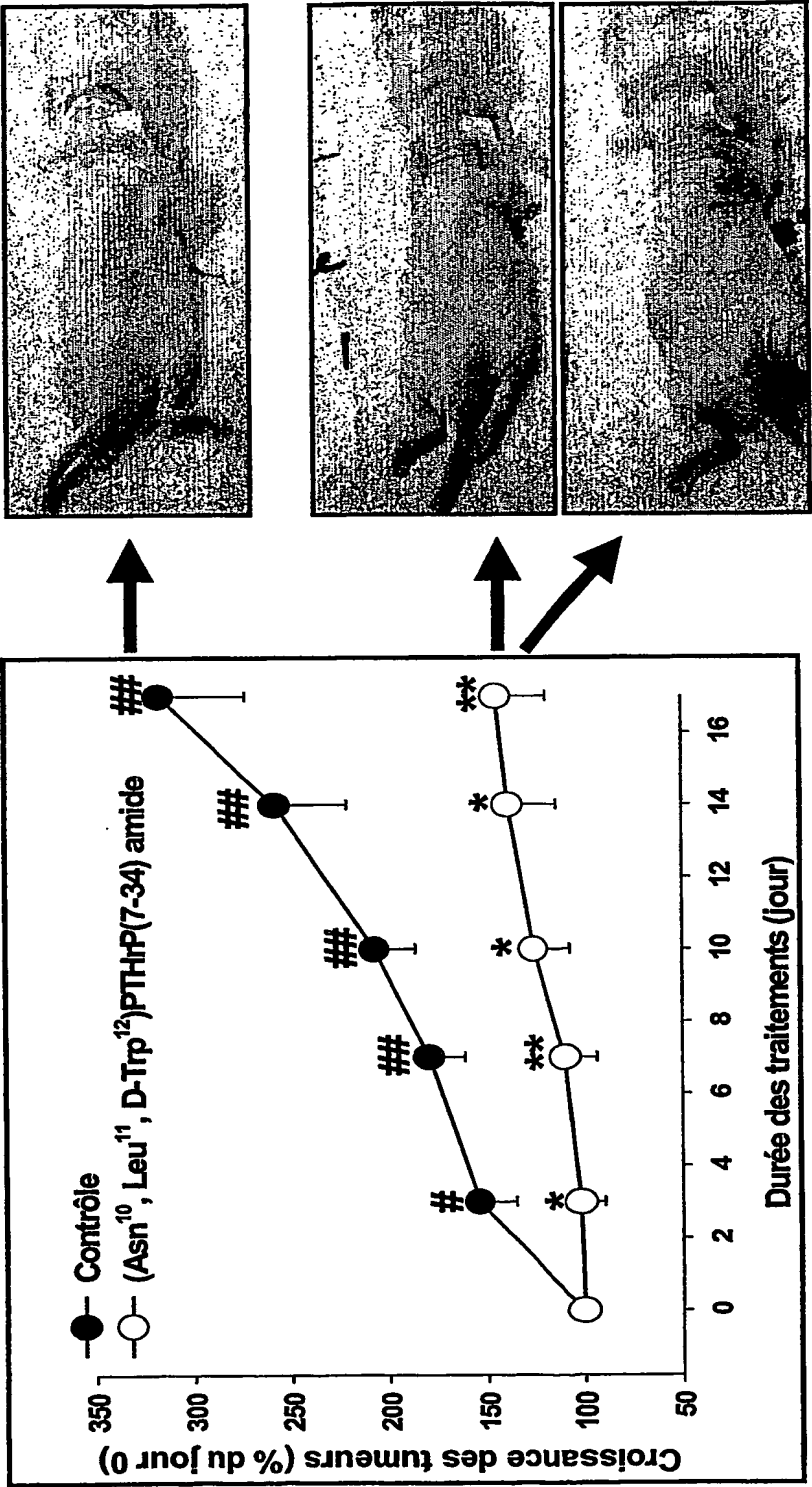 Contrôle
(Asn10, Leu11, D-Trp12)PTHrP(7-34) amide
Croissance des tumeurs (% du jour 0)
350
300
250
200
150
100
50
# ## ## ## ##
* ** * * **
0 2 4 6 8 10 12 14 16
Durée des traitements (jour)